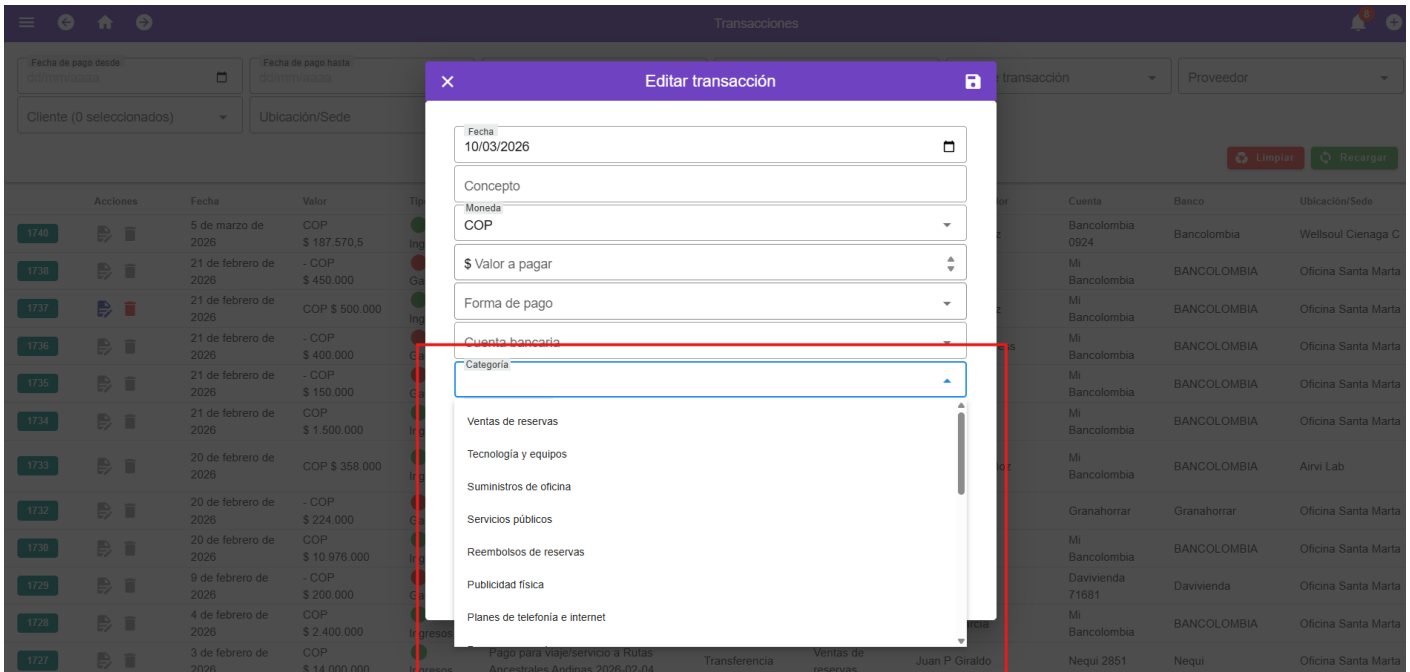 Transacciones
6
Fecha de pago desde
Fecha de pago hasta
dd/mm/aaaa
dd/mm/aaaa
transacción
Proveedor
Cliente (0 seleccionados)
Ubicación/Sede
Limpiar
Recargar
Editar transacción
Fecha
10/03/2026
Concepto
Moneda
COP
$ Valor a pagar
Forma de pago
Cuenta bancaria
Categoría
Ventas de reservas
Tecnología y equipos
Suministros de oficina
Servicios públicos
Reembolsos de reservas
Publicidad física
Planes de telefonía e internet
Acciones Fecha Valor Cuenta Banco Ubicación/Sede
1740 5 de marzo de 2026 COP $ 187.570,5 Bancolombia 0924 Bancolombia Wellsoul Cienaga C
1738 21 de febrero de 2026 - COP $ 450.000 Mi Bancolombia BANCOLOMBIA Oficina Santa Marta
1737 21 de febrero de 2026 COP $ 500.000 Mi Bancolombia BANCOLOMBIA Oficina Santa Marta
1736 21 de febrero de 2026 - COP $ 400.000 Mi Bancolombia BANCOLOMBIA Oficina Santa Marta
1735 21 de febrero de 2026 - COP $ 150.000 Mi Bancolombia BANCOLOMBIA Oficina Santa Marta
1734 21 de febrero de 2026 COP $ 1.500.000 Mi Bancolombia BANCOLOMBIA Oficina Santa Marta
1733 20 de febrero de 2026 COP $ 358.000 Mi Bancolombia BANCOLOMBIA Airvi Lab
1732 20 de febrero de 2026 - COP $ 224.000 Granahorrar Granahorrar Oficina Santa Marta
1730 20 de febrero de 2026 COP $ 10.976.000 Mi Bancolombia BANCOLOMBIA Oficina Santa Marta
1729 9 de febrero de 2026 - COP $ 200.000 Davivienda 71681 Davivienda Oficina Santa Marta
1728 4 de febrero de 2026 COP $ 2.400.000 Ingresos Mi Bancolombia BANCOLOMBIA Oficina Santa Marta
1727 3 de febrero de 2026 COP $ 14.000.000 Ingresos Pago para viaje/servicio a Rutas Ancestrales Andinas 2026-02-04 Transferencia Ventas de reservas Juan P Giraldo Nequi 2851 Nequi Oficina Santa Marta